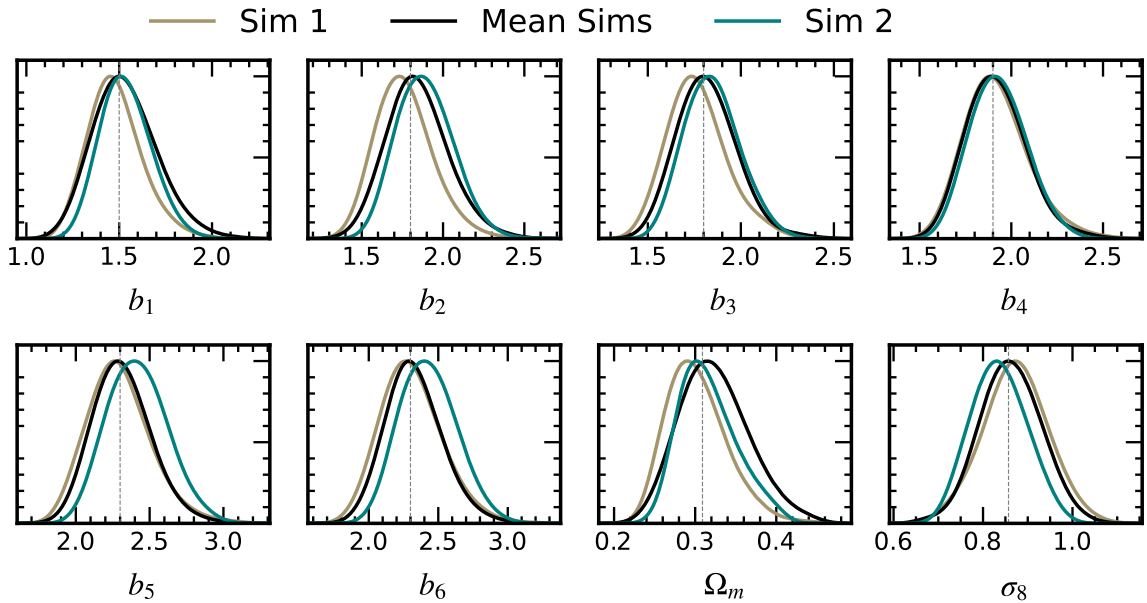 Sim 1 Mean Sims Sim 2
1.0 1.5 2.0 1.5 2.0 2.5 1.5 2.0 2.5 1.5 2.0 2.5
b₁ b₂ b₃ b₄
2.0 2.5 3.0 2.0 2.5 3.0 0.2 0.3 0.4 0.6 0.8 1.0
b₅ b₆ Ωₘ σ₈